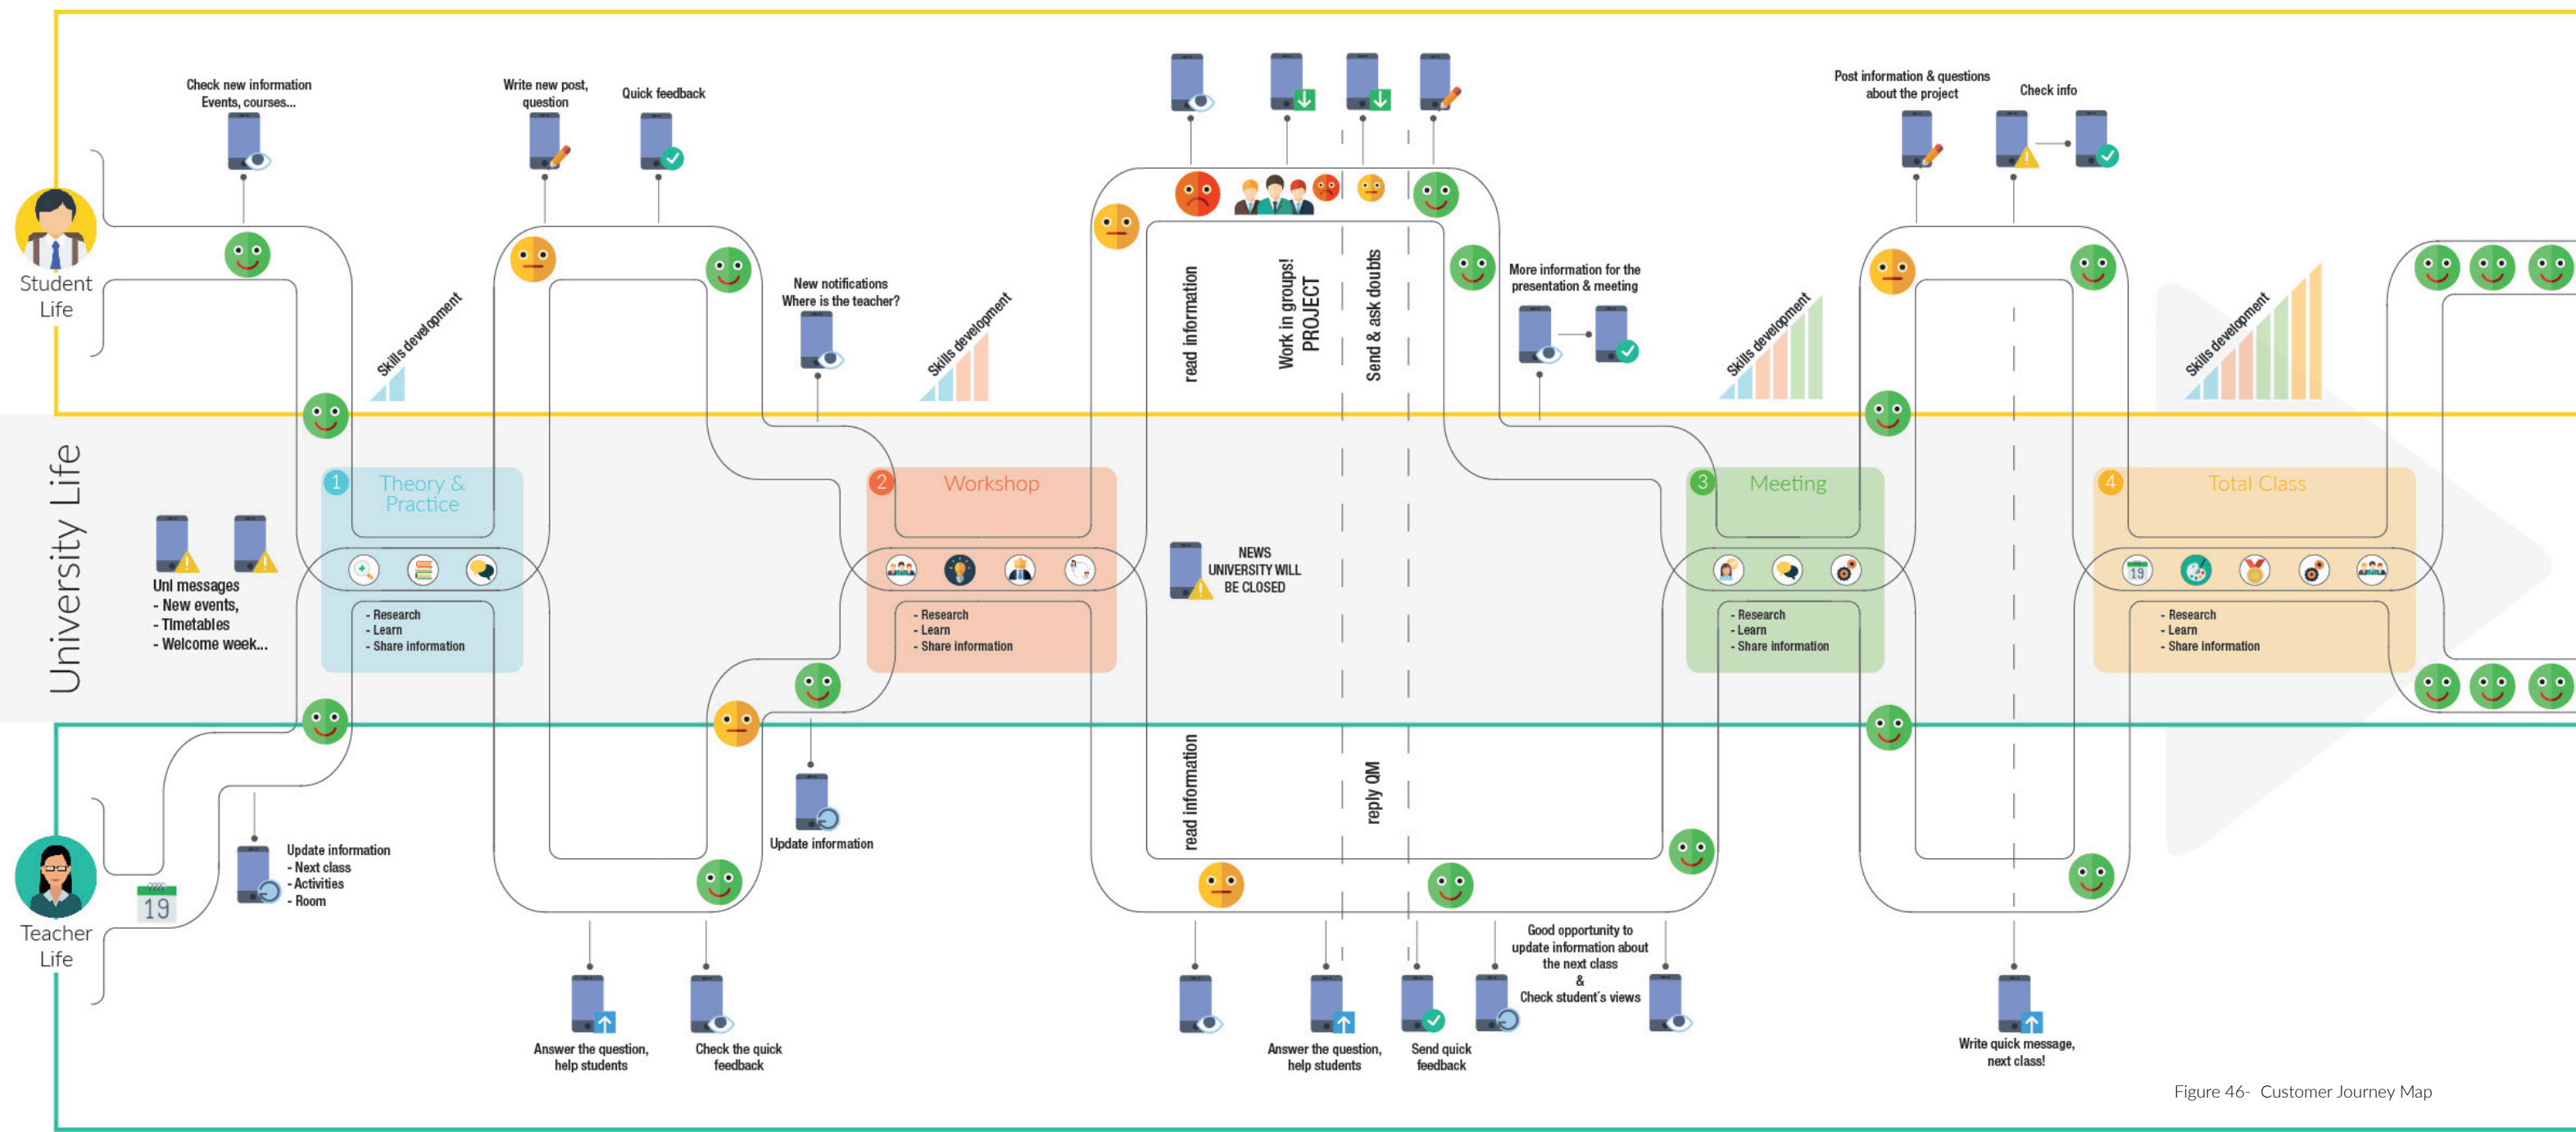 Check new information
Events, courses...
Write new post,
question
Quick feedback
Post information & questions
about the project
Check info
Student
Life
Skills development
New notifications
Where is the teacher?
Skills development
read information
Work in groups!
PROJECT
Send & ask doubts
More information for the
presentation & meeting
Skills development
Skills development
University Life
UnI messages
- New events,
- TImetables
- Welcome week...
1
Theory &
Practice
- Research
- Learn
- Share information
2
Workshop
- Research
- Learn
- Share information
NEWS
UNIVERSITY WILL
BE CLOSED
3
Meeting
- Research
- Learn
- Share information
4
Total Class
19
- Research
- Learn
- Share information
Teacher
Life
19
Update information
- Next class
- Activities
- Room
Update information
read information
reply QM
Answer the question,
help students
Check the quick
feedback
Answer the question,
help students
Send quick
feedback
Good opportunity to
update information about
the next class
&
Check student´s views
Write quick message,
next class!
Figure 46- Customer Journey Map